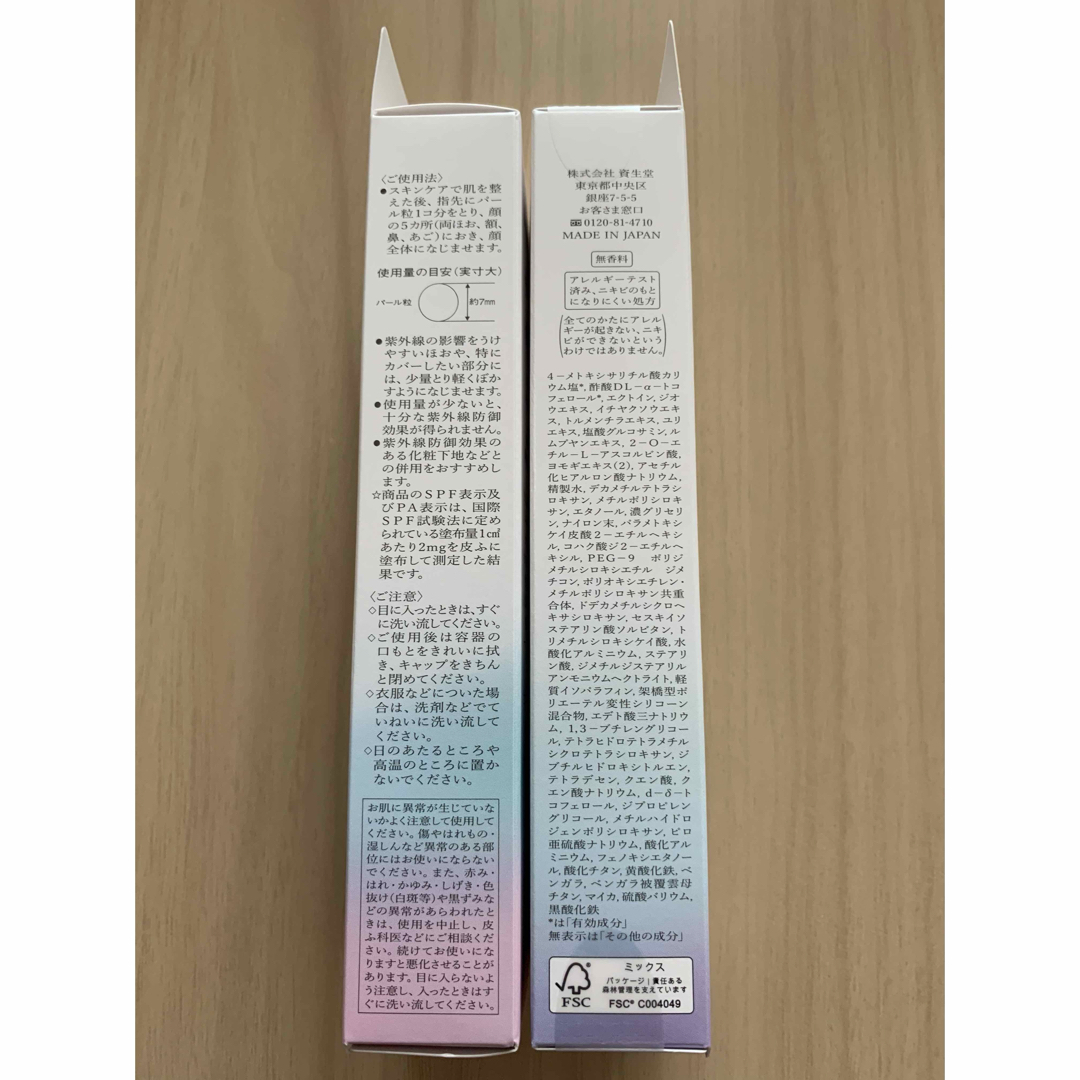 〈ご使用法〉
●スキンケアで肌を整
えた後、指先にパー
ル粒1コ分をとり、顔
の5カ所(両ほお、額、
鼻、あご)におき、顔
全体になじませます。
使用量の目安(実寸大)
パール粒 約7mm
●紫外線の影響をうけ
やすいほおや、特に
カバーしたい部分に
は、少量とり軽くぼか
すようになじませます。
●使用量が少ないと、
十分な紫外線防御
効果が得られません。
●紫外線防御効果の
ある化粧下地などと
の併用をおすすめし
ます。
☆商品のSPF表示及
びPA表示は、国際
SPF試験法に定め
られている塗布量1c㎡
あたり2mgを皮ふに
塗布して測定した結
果です。
〈ご注意〉
◇目に入ったときは、すぐ
に洗い流してください。
◇ご使用後は容器の
口もとをきれいに拭
き、キャップをきちん
と閉めてください。
◇衣服などについた場
合は、洗剤などでて
いねいに洗い流して
ください。
◇日のあたるところや
高温のところに置か
ないでください。
お肌に異常が生じていな
いかよく注意して使用して
ください。傷やはれもの・
湿しんなど異常のある部
位にはお使いにならない
でください。また、赤み・
はれ・かゆみ・しげき・色
抜け(白斑等)や黒ずみな
どの異常があらわれたと
きは、使用を中止し、皮
ふ科医などにご相談くだ
さい。続けてお使いにな
りますと悪化させることが
あります。目に入らないよ
う注意し、入ったときはす
ぐに洗い流してください。
株式会社 資生堂
東京都中央区
銀座7-5-5
お客さま窓口
0120-81-4710
MADE IN JAPAN
無香料
アレルギーテスト
済み、ニキビのもと
になりにくい処方
(全てのかたにアレル
ギーが起きない、ニキ
ビができないという
わけではありません。)
4-メトキシサリチル酸カリ
ウム塩*, 酢酸DL-α-トコ
フェロール*, エクトイン, ジオ
ウエキス, イチヤクソウエキ
ス, トルメンチラエキス, ユリ
エキス, 塩酸グルコサミン, ル
ムプヤンエキス, 2-O-エ
チル-L-アスコルビン酸,
ヨモギエキス(2), アセチル
化ヒアルロン酸ナトリウム,
精製水, デカメチルテトラシ
ロキサン, メチルポリシロキ
サン, エタノール, 濃グリセリ
ン, ナイロン末, パラメトキシ
ケイ皮酸2-エチルヘキシ
ル, コハク酸ジ2-エチルヘ
キシル, PEG-9 ポリジ
メチルシロキシエチル ジメ
チコン, ポリオキシエチレン・
メチルポリシロキサン共重
合体, ドデカメチルシクロヘ
キサシロキサン, セスキイソ
ステアリン酸ソルビタン, ト
リメチルシロキシケイ酸, 水
酸化アルミニウム, ステアリ
ン酸, ジメチルジステアリル
アンモニウムヘクトライト, 軽
質イソパラフィン, 架橋型ポ
リエーテル変性シリコーン
混合物, エデト酸三ナトリウ
ム, 1,3-ブチレングリコー
ル, テトラヒドロテトラメチル
シクロテトラシロキサン, ジ
ブチルヒドロキシトルエン,
テトラデセン, クエン酸, ク
エン酸ナトリウム, d-δ-ト
コフェロール, ジプロピレン
グリコール, メチルハイドロ
ジェンポリシロキサン, ピロ
亜硫酸ナトリウム, 酸化アル
ミニウム, フェノキシエタノー
ル, 酸化チタン, 黄酸化鉄, ベ
ンガラ, ベンガラ被覆雲母
チタン, マイカ, 硫酸バリウム,
黒酸化鉄
*は「有効成分」
無表示は「その他の成分」
FSC
ミックス
パッケージ | 責任ある
森林管理を支えています
FSC® C004049